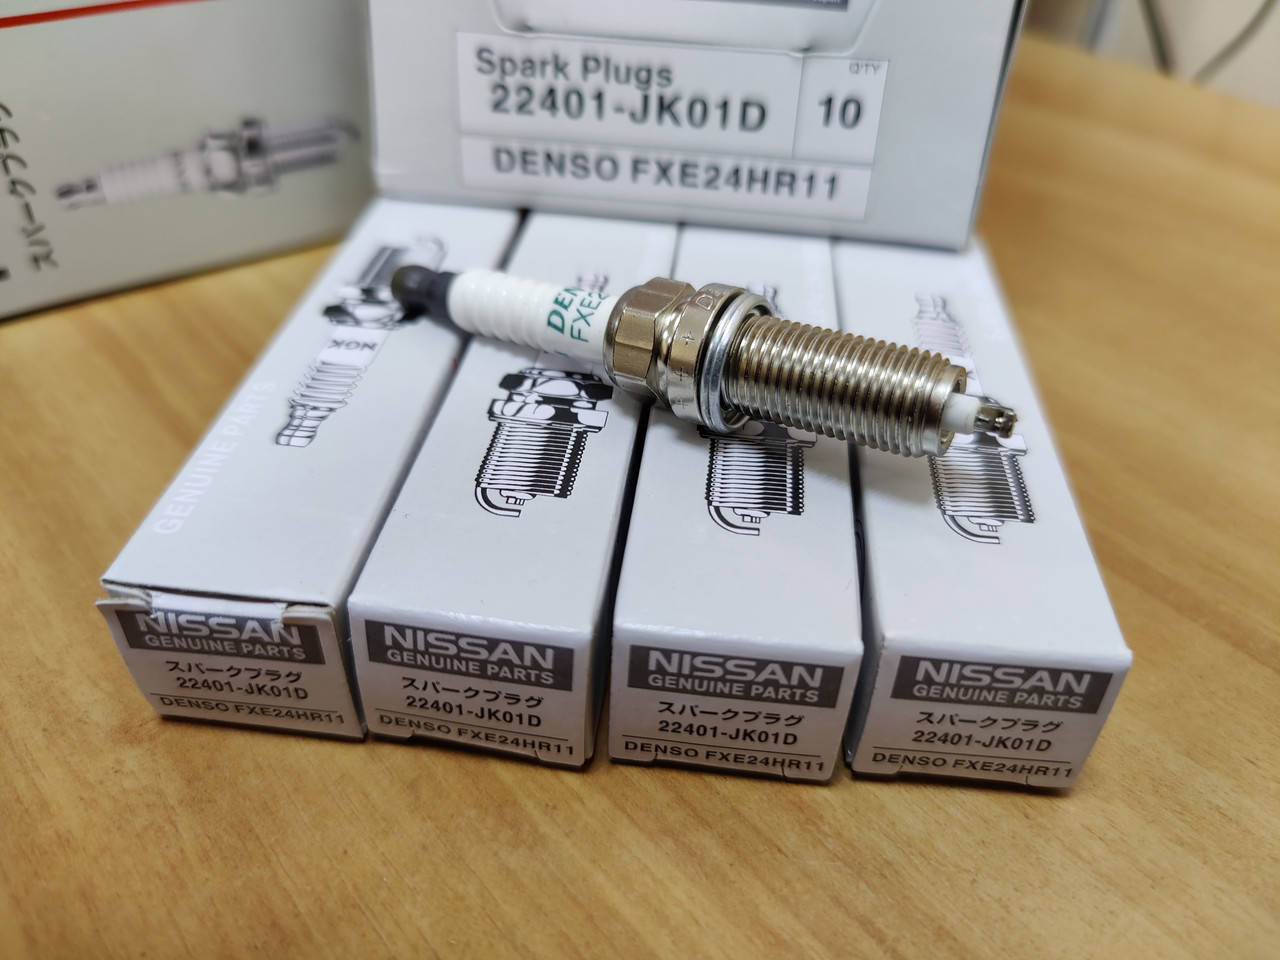 Spark Plugs
22401-JK01D
Q'TY
10
DENSO FXE24HR11
NGK
GENUINE PARTS
NISSAN
GENUINE PARTS
スパークプラグ
22401-JK01D
DENSO FXE24HR11
NISSAN
GENUINE PARTS
スパークプラグ
22401-JK01D
DENSO FXE24HR11
NISSAN
GENUINE PARTS
スパークプラグ
22401-JK01D
DENSO FXE24HR11
NISSAN
GENUINE PARTS
スパークプラグ
22401-JK01D
DENSO FXE24HR11